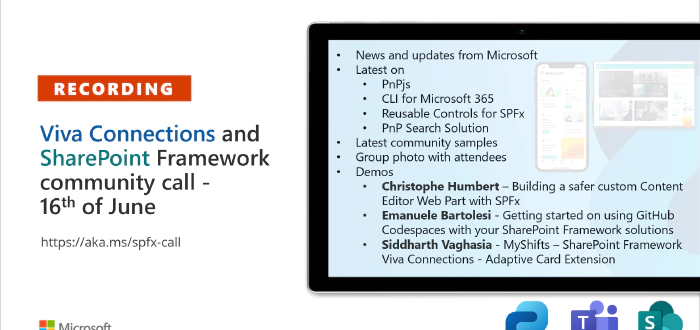 RECORDING
Viva Connections and
SharePoint Framework
community call -
16th of June
https://aka.ms/spfx-call
Microsoft
• News and updates from Microsoft
• Latest on
• PnPjs
• CLI for Microsoft 365
• Reusable Controls for SPFx
• PnP Search Solution
• Latest community samples
• Group photo with attendees
• Demos
• Christophe Humbert – Building a safer custom Content
Editor Web Part with SPFx
• Emanuele Bartolesi - Getting started on using GitHub
Codespaces with your SharePoint Framework solutions
• Siddharth Vaghasia - MyShifts – SharePoint Framework
Viva Connections - Adaptive Card Extension
T
S